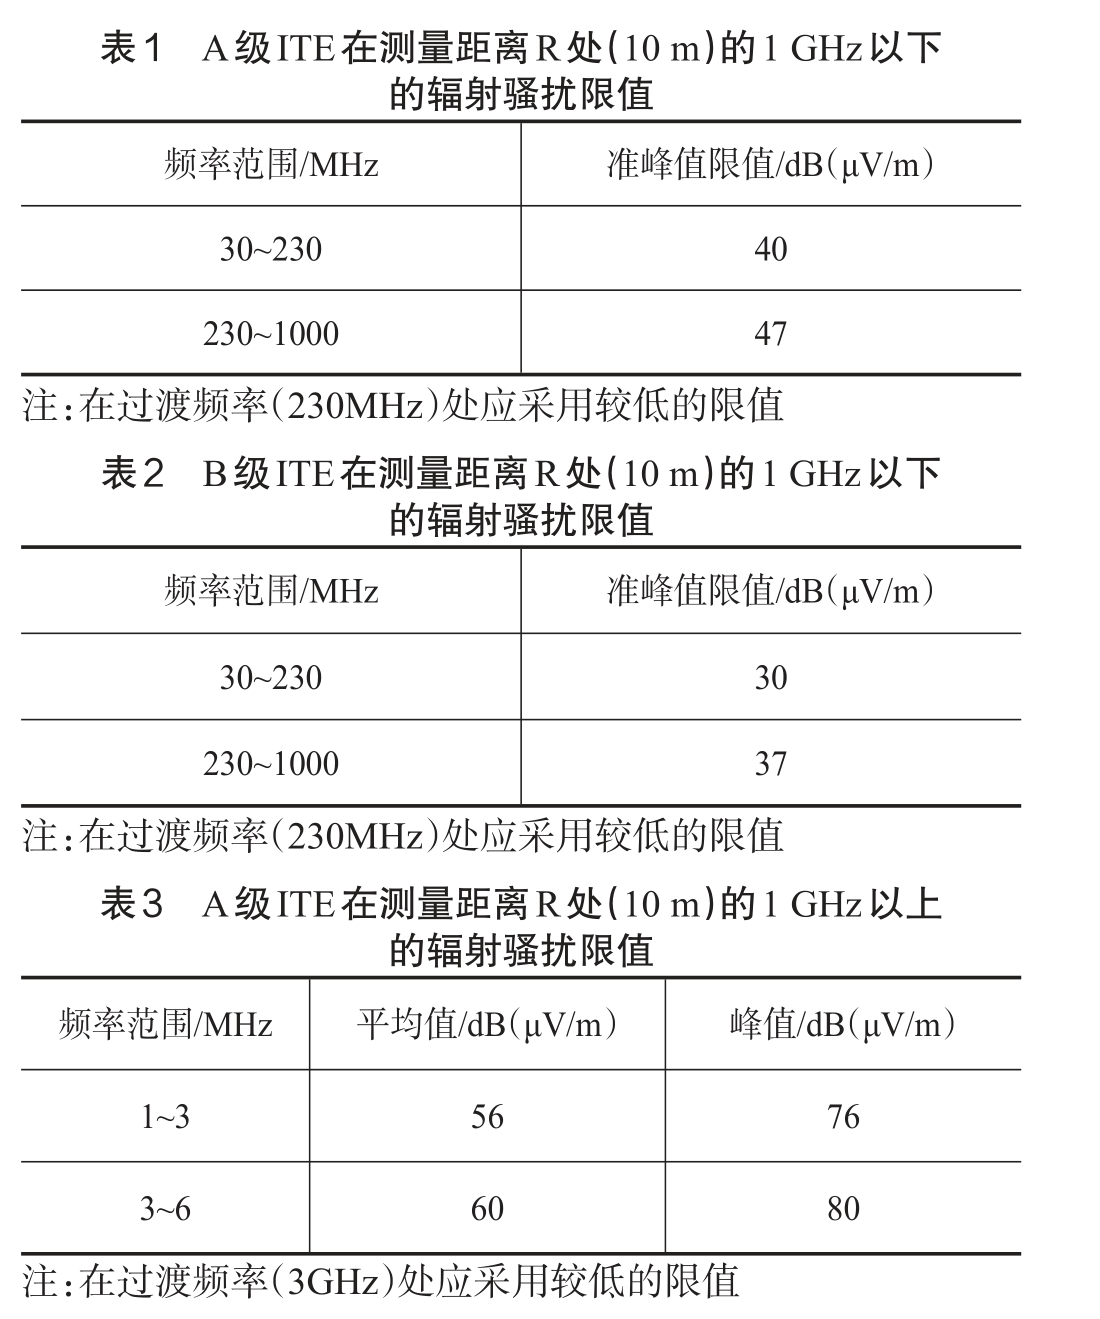 表1 A级ITE在测量距离R处(10 m)的1 GHz以下
的辐射骚扰限值
频率范围/MHz 准峰值限值/dB(μV/m)
30~230 40
230~1000 47
注:在过渡频率(230MHz)处应采用较低的限值
表2 B级ITE在测量距离R处(10 m)的1 GHz以下
的辐射骚扰限值
频率范围/MHz 准峰值限值/dB(μV/m)
30~230 30
230~1000 37
注:在过渡频率(230MHz)处应采用较低的限值
表3 A级ITE在测量距离R处(10 m)的1 GHz以上
的辐射骚扰限值
频率范围/MHz 平均值/dB(μV/m) 峰值/dB(μV/m)
1~3 56 76
3~6 60 80
注:在过渡频率(3GHz)处应采用较低的限值